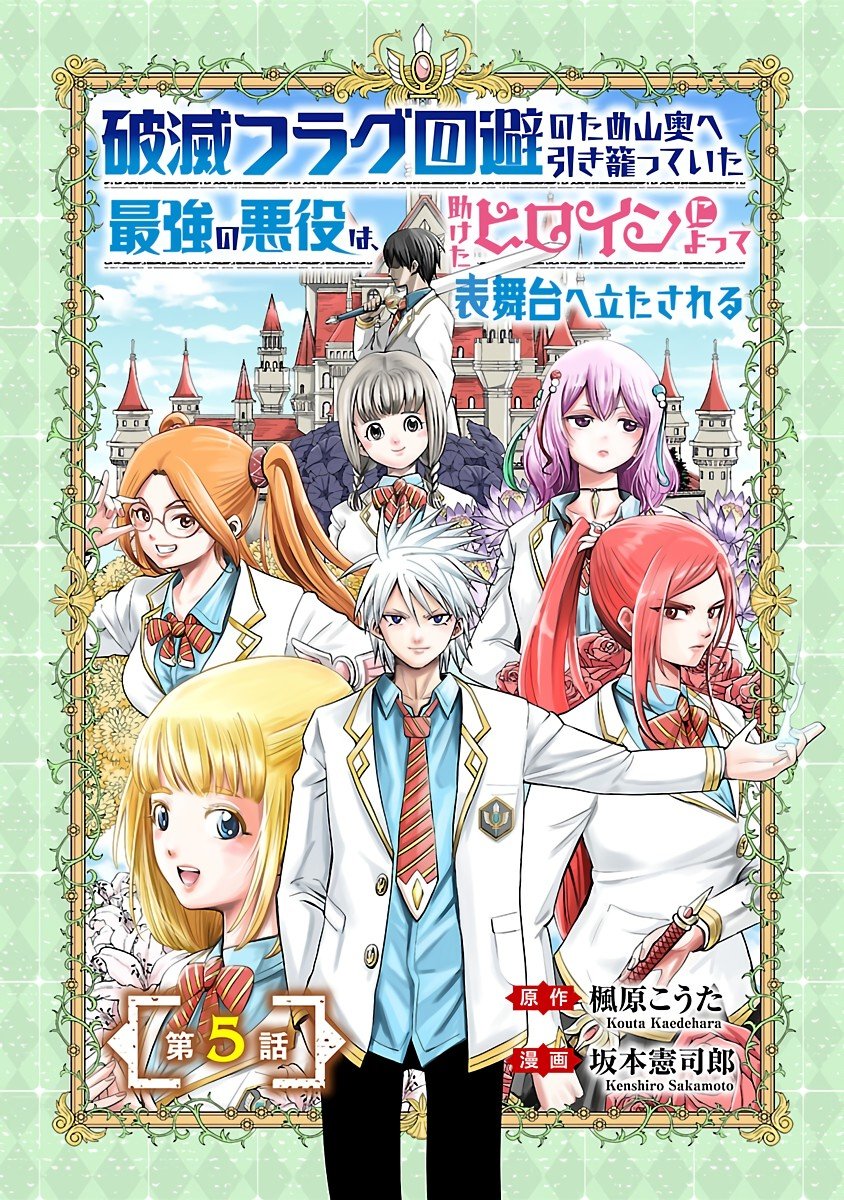 破滅フラグ回避のため山奥へ
引き籠っていた
最強の悪役は、
助けたヒロインによって
表舞台へ立たされる
原作 楓原こうた
Kouta Kaedehara
漫画 坂本憲司郎
Kenshiro Sakamoto
第5話